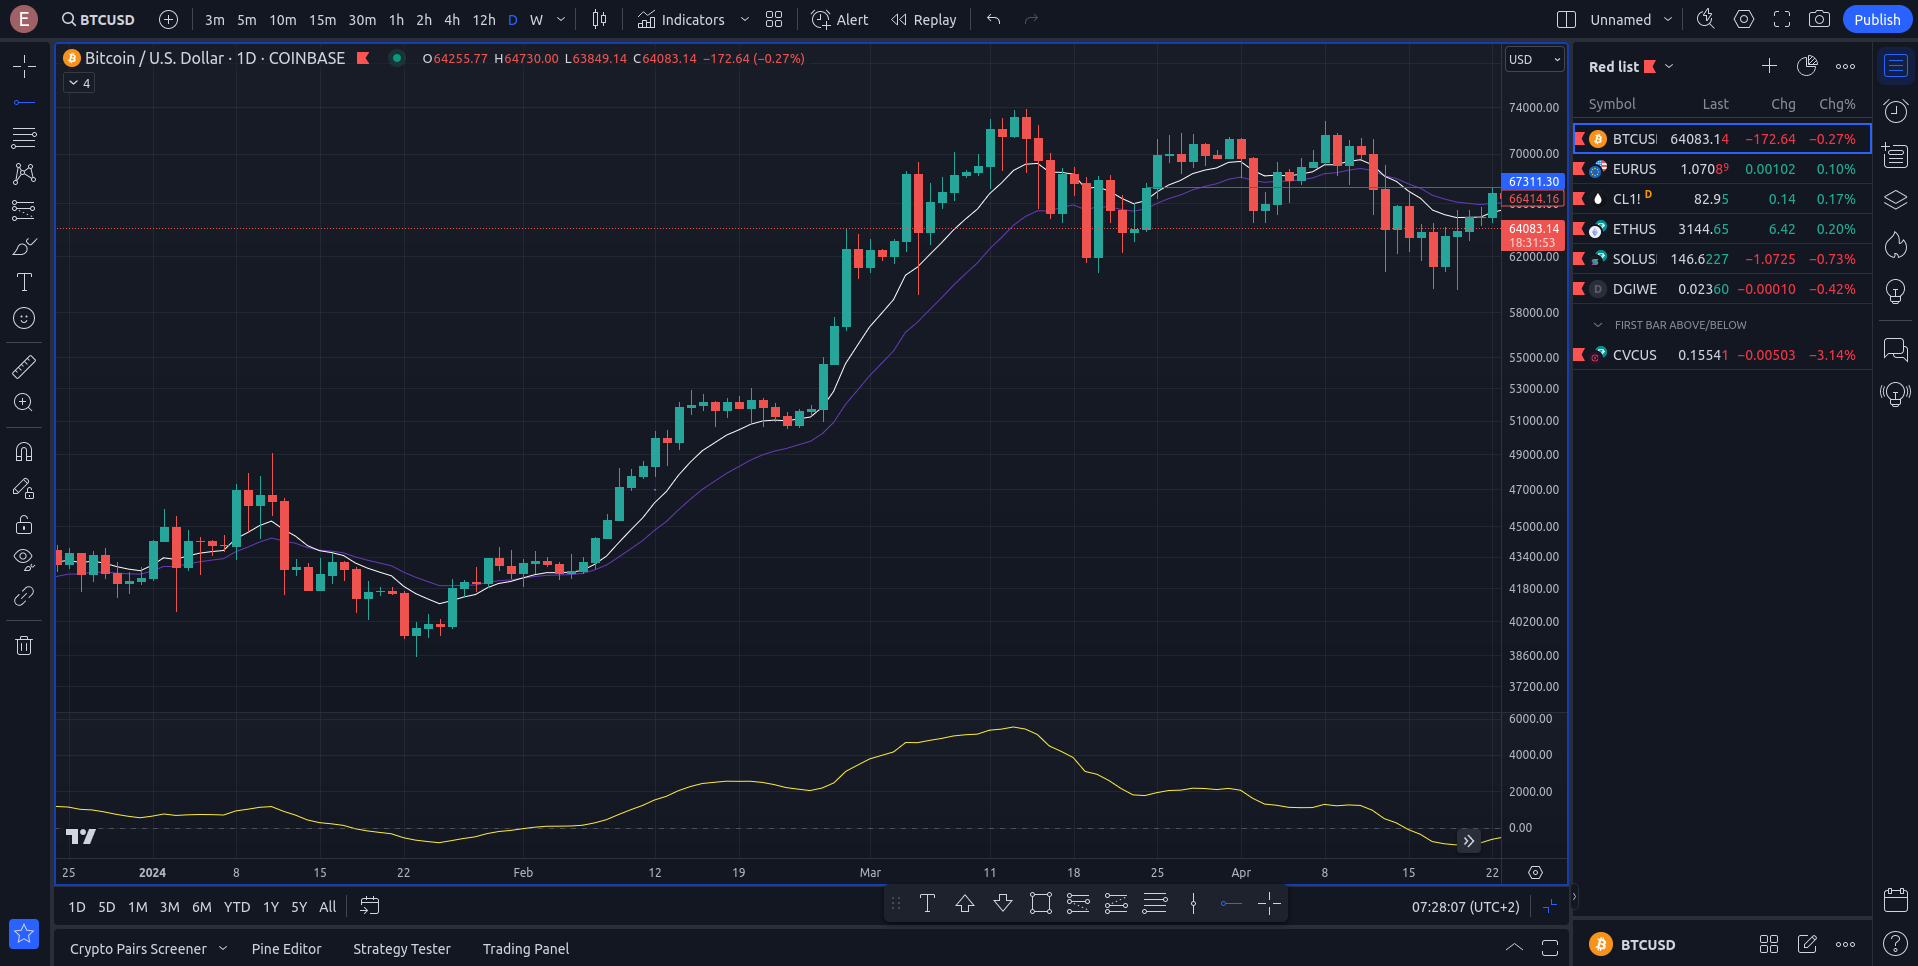 E
BTCUSD 3m 5m 10m 15m 30m 1h 2h 4h 12h D W Indicators Alert Replay Unnamed Publish
Bitcoin / U.S. Dollar · 1D · COINBASE O64255.77 H64730.00 L63849.14 C64083.14 −172.64 (−0.27%)
4
USD
74000.00
70000.00
67311.30
66414.16
64083.14
18:31:53
62000.00
58000.00
55000.00
53000.00
51000.00
49000.00
47000.00
45000.00
43400.00
41800.00
40200.00
38600.00
37200.00
6000.00
4000.00
2000.00
0.00
25 2024 8 15 22 Feb 12 19 Mar 11 18 25 Apr 8 15 22
1D 5D 1M 3M 6M YTD 1Y 5Y All
07:28:07 (UTC+2)
Crypto Pairs Screener Pine Editor Strategy Tester Trading Panel
Red list
Symbol Last Chg Chg%
BTCUS 64083.14 −172.64 −0.27%
EURUS 1.07089 0.00102 0.10%
CL1! D 82.95 0.14 0.17%
ETHUS 3144.65 6.42 0.20%
SOLUS 146.6227 −1.0725 −0.73%
D DGIWE 0.02360 −0.00010 −0.42%
FIRST BAR ABOVE/BELOW
CVCUS 0.15541 −0.00503 −3.14%
BTCUSD